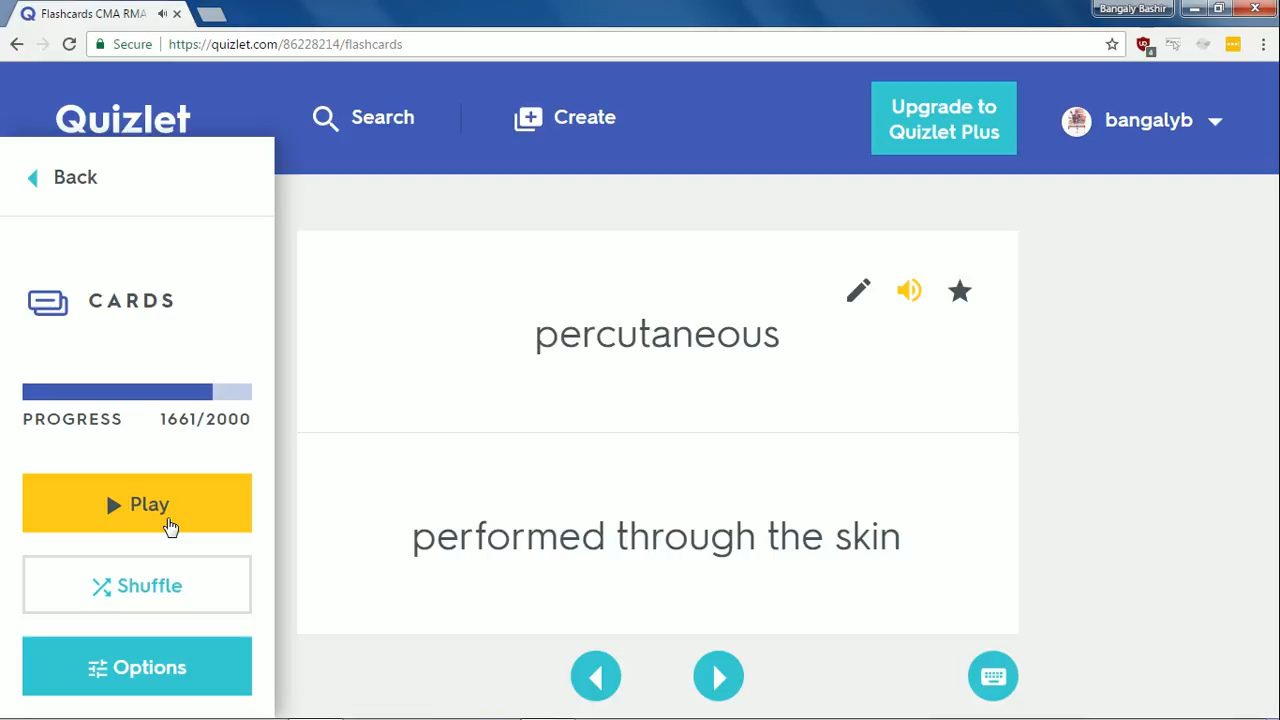 Flashcards CMA RMA
Bangaly Bashir
Secure
https://quizlet.com/86228214/flashcards
4
Quizlet
Search
Create
Upgrade to
Quizlet Plus
bangalyb
Back
CARDS
PROGRESS 1661/2000
Play
Shuffle
Options
percutaneous
performed through the skin